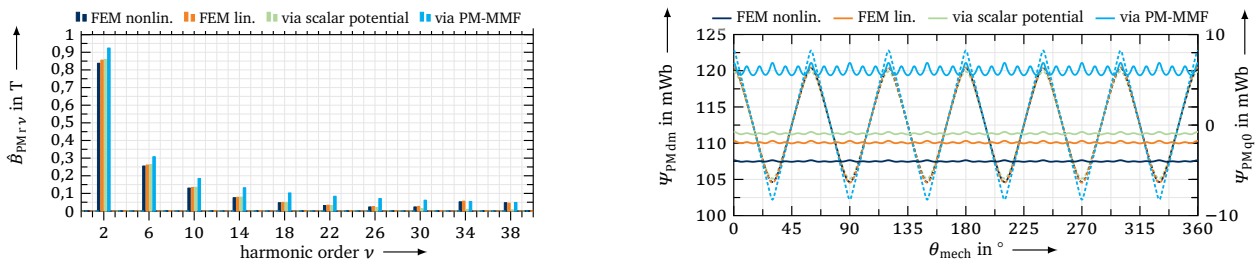 FEM nonlin. FEM lin. via scalar potential via PM-MMF
B̂PM r ν in T
1
0,9
0,8
0,7
0,6
0,5
0,4
0,3
0,2
0,1
0
2 6 10 14 18 22 26 30 34 38
harmonic order ν
FEM nonlin. FEM lin. via scalar potential via PM-MMF
ΨPM dm in mWb
125
120
115
110
105
100
10
0
−10
ΨPM q0 in mWb
0 45 90 135 180 225 270 315 360
θmech in °